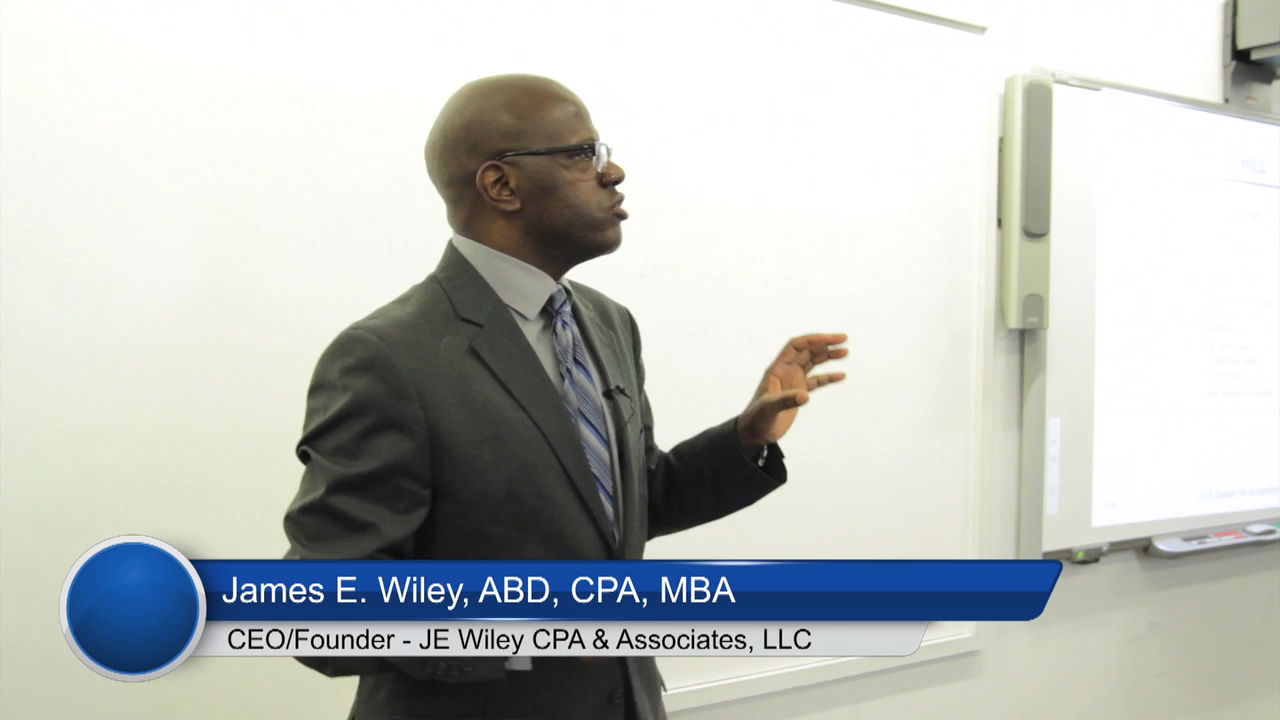 James E. Wiley, ABD, CPA, MBA
CEO/Founder - JE Wiley CPA & Associates, LLC